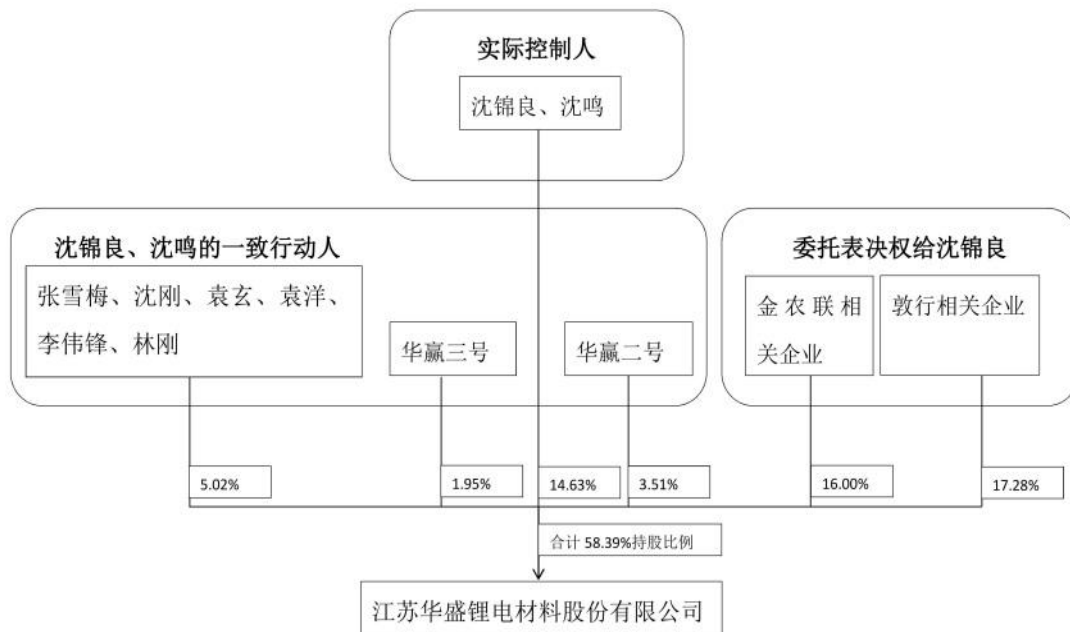 实际控制人
沈锦良、沈鸣
沈锦良、沈鸣的一致行动人
张雪梅、沈刚、袁玄、袁洋、
李伟锋、林刚
华赢三号
华赢二号
委托表决权给沈锦良
金农联相
关企业
敦行相关企业
5.02%
1.95%
14.63%
3.51%
16.00%
17.28%
合计 58.39%持股比例
江苏华盛锂电材料股份有限公司